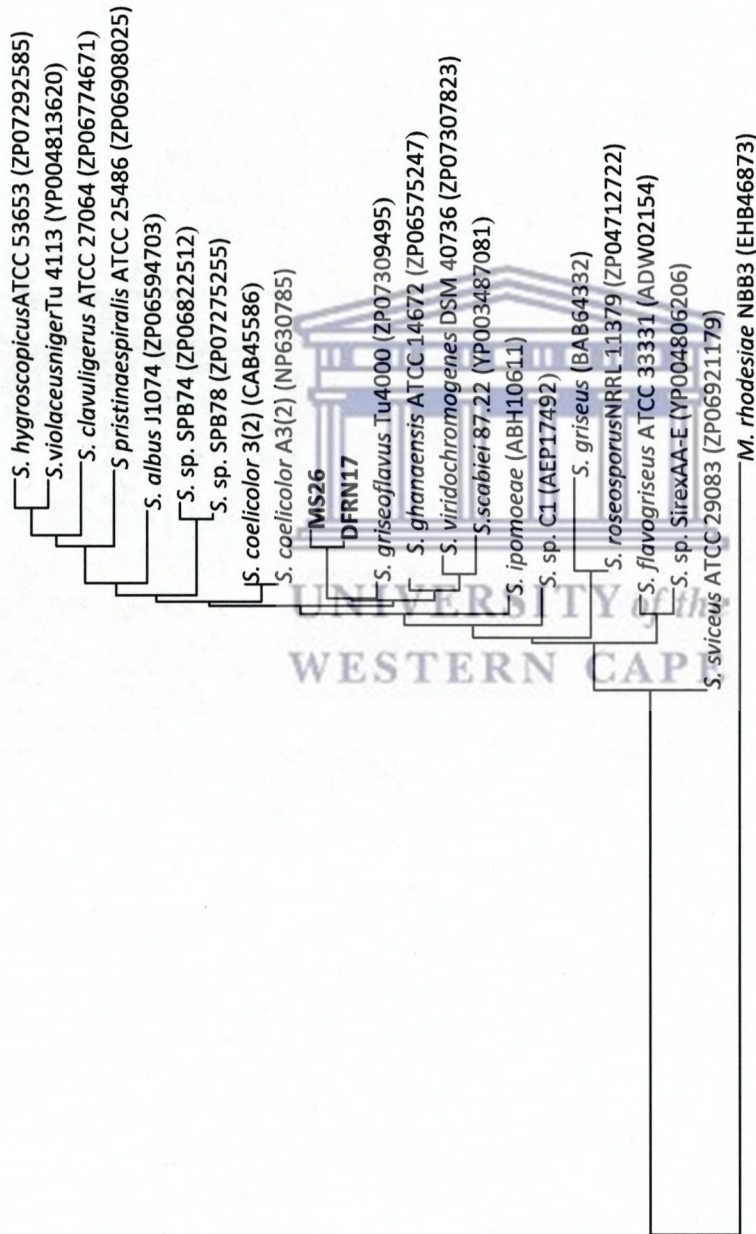 S. hygroscopicusATCC 53653 (ZP07292585)
S.violaceusnigerTu 4113 (YP004813620)
S. clavuligerus ATCC 27064 (ZP06774671)
S pristinaespiralis ATCC 25486 (ZP06908025)
S. albus J1074 (ZP06594703)
S. sp. SPB74 (ZP06822512)
S. sp. SPB78 (ZP07275255)
S. coelicolor 3(2) (CAB45586)
S. coelicolor A3(2) (NP630785)
MS26
DFRN17
S. griseoflavus Tu4000 (ZP07309495)
S. ghanaensis ATCC 14672 (ZP06575247)
S. viridochromogenes DSM 40736 (ZP07307823)
S.scabiei 87.22 (YP003487081)
S. ipomoeae (ABH10611)
S. sp. C1 (AEP17492)
S. griseus (BAB64332)
S. roseosporusNRRL 11379 (ZP04712722)
S. flavogriseus ATCC 33331 (ADW02154)
S. sp. SirexAA-E (YP004806206)
S. sviceus ATCC 29083 (ZP06921179)
M. rhodesiae NBB3 (EHB46873)
UNIVERSITY of the
WESTERN CAPE